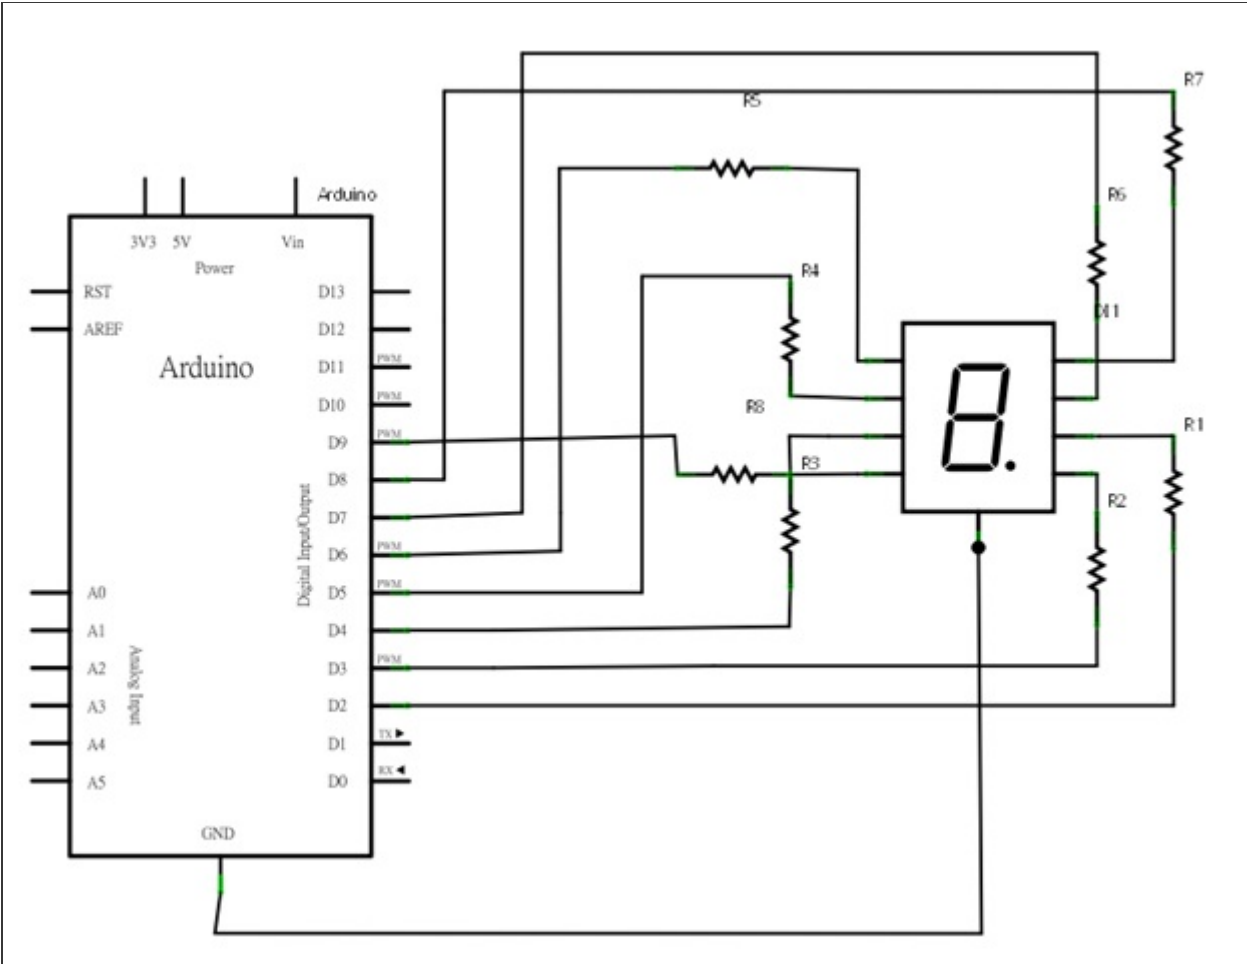 R7
R5
Arduino
R6
3V3 5V Vin
Power
R4
RST D13
AREF D12
Arduino
D11 PWM
D10 PWM
R8
D9 PWM
R1
R3
D8
R2
D7
D6 PWM
Digital Input/Output
A0 D5 PWM
A1 D4
A2 D3 PWM
Analog Input
A3 D2
A4 D1 TX
A5 D0 RX
GND